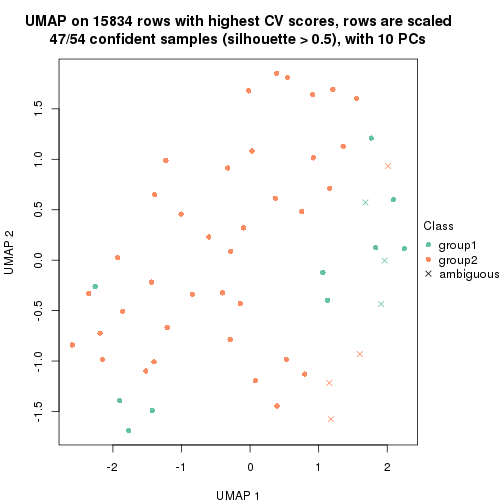 UMAP on 15834 rows with highest CV scores, rows are scaled
47/54 confident samples (silhouette > 0.5), with 10 PCs
1.5
1.0
0.5
0.0
-0.5
-1.0
-1.5
UMAP 2
-2
-1
0
1
2
UMAP 1
Class
group1
group2
ambiguous